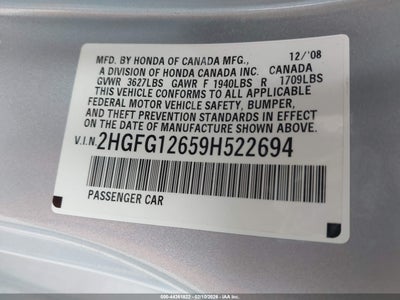 MFD. BY HONDA OF CANADA MFG., 12/'08
A DIVISION OF HONDA CANADA INC. CANADA
GVWR 3627LBS GAWR F 1940LBS R 1709LBS
THIS VEHICLE CONFORMS TO ALL APPLICABLE
FEDERAL MOTOR VEHICLE SAFETY, BUMPER,
AND THEFT PREVENTION STANDARDS IN EFFECT
ON THE DATE OF MANUFACTURE SHOWN ABOVE.
V.I.N. 2HGFG12659H522694
PASSENGER CAR